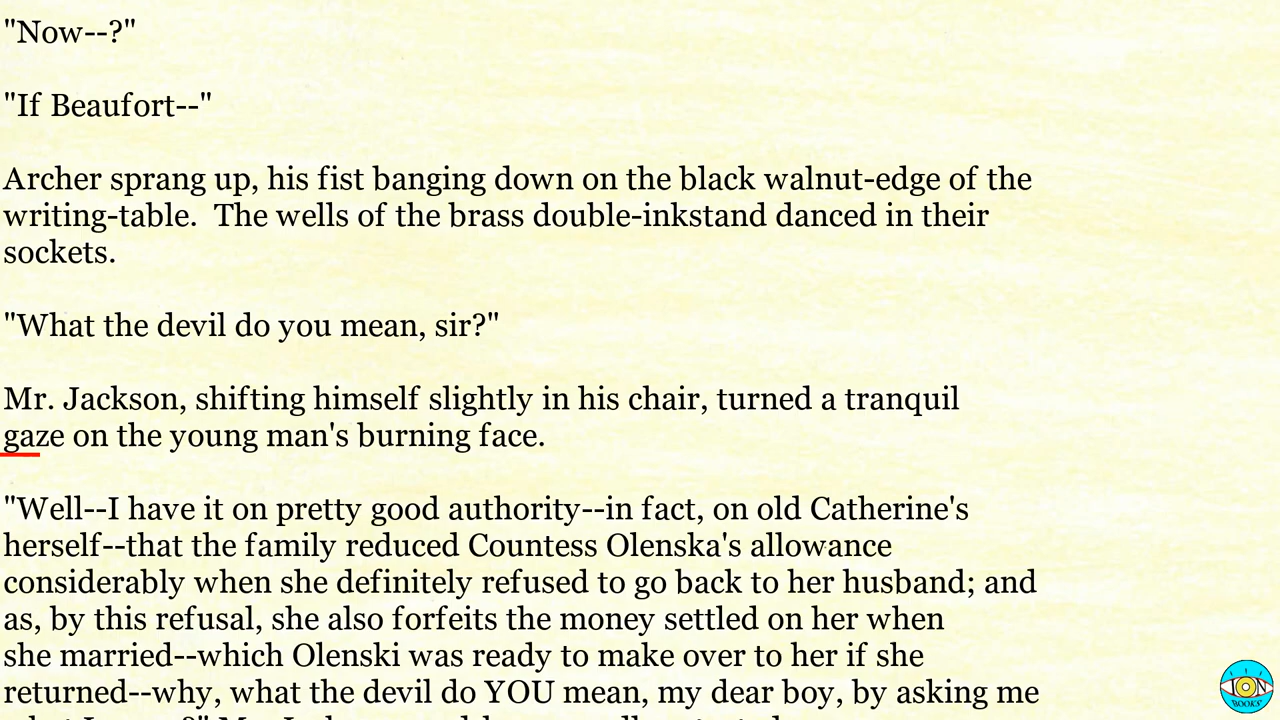 "Now--?"
"If Beaufort--"
Archer sprang up, his fist banging down on the black walnut-edge of the
writing-table.  The wells of the brass double-inkstand danced in their
sockets.
"What the devil do you mean, sir?"
Mr. Jackson, shifting himself slightly in his chair, turned a tranquil
gaze on the young man's burning face.
"Well--I have it on pretty good authority--in fact, on old Catherine's
herself--that the family reduced Countess Olenska's allowance
considerably when she definitely refused to go back to her husband; and
as, by this refusal, she also forfeits the money settled on her when
she married--which Olenski was ready to make over to her if she
returned--why, what the devil do YOU mean, my dear boy, by asking me
ION
BOOKS